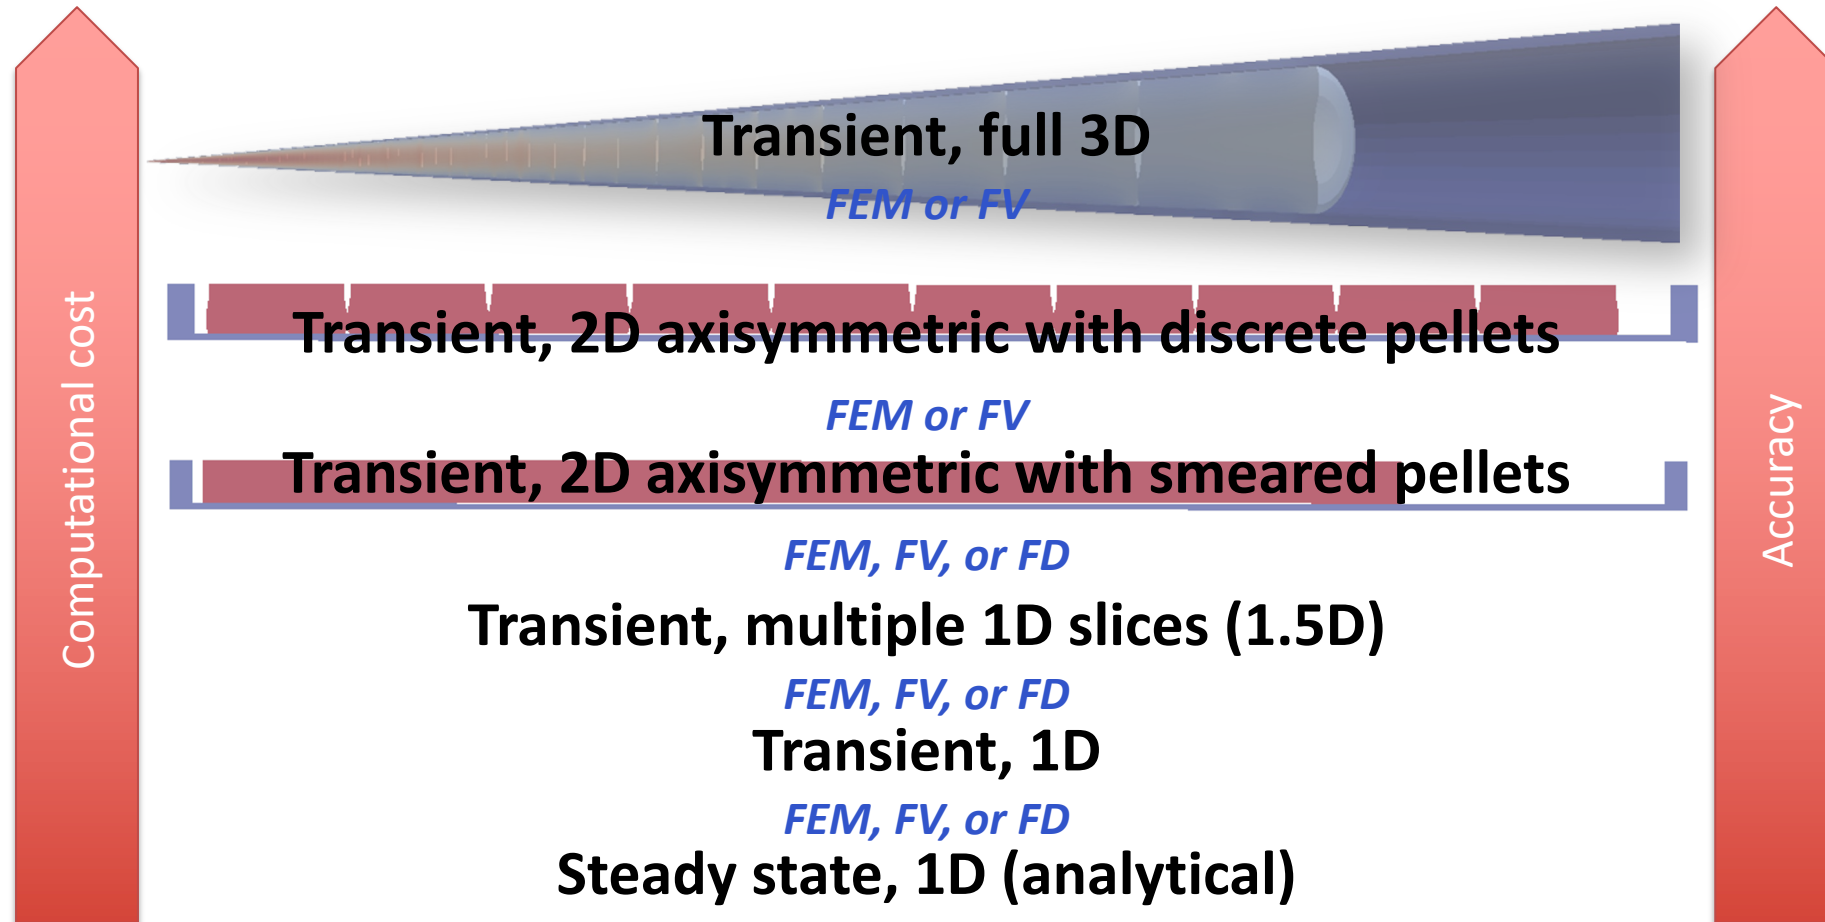 Computational cost
Transient, full 3D
FEM or FV
Transient, 2D axisymmetric with discrete pellets
FEM or FV
Transient, 2D axisymmetric with smeared pellets
FEM, FV, or FD
Transient, multiple 1D slices (1.5D)
FEM, FV, or FD
Transient, 1D
FEM, FV, or FD
Steady state, 1D (analytical)
Accuracy